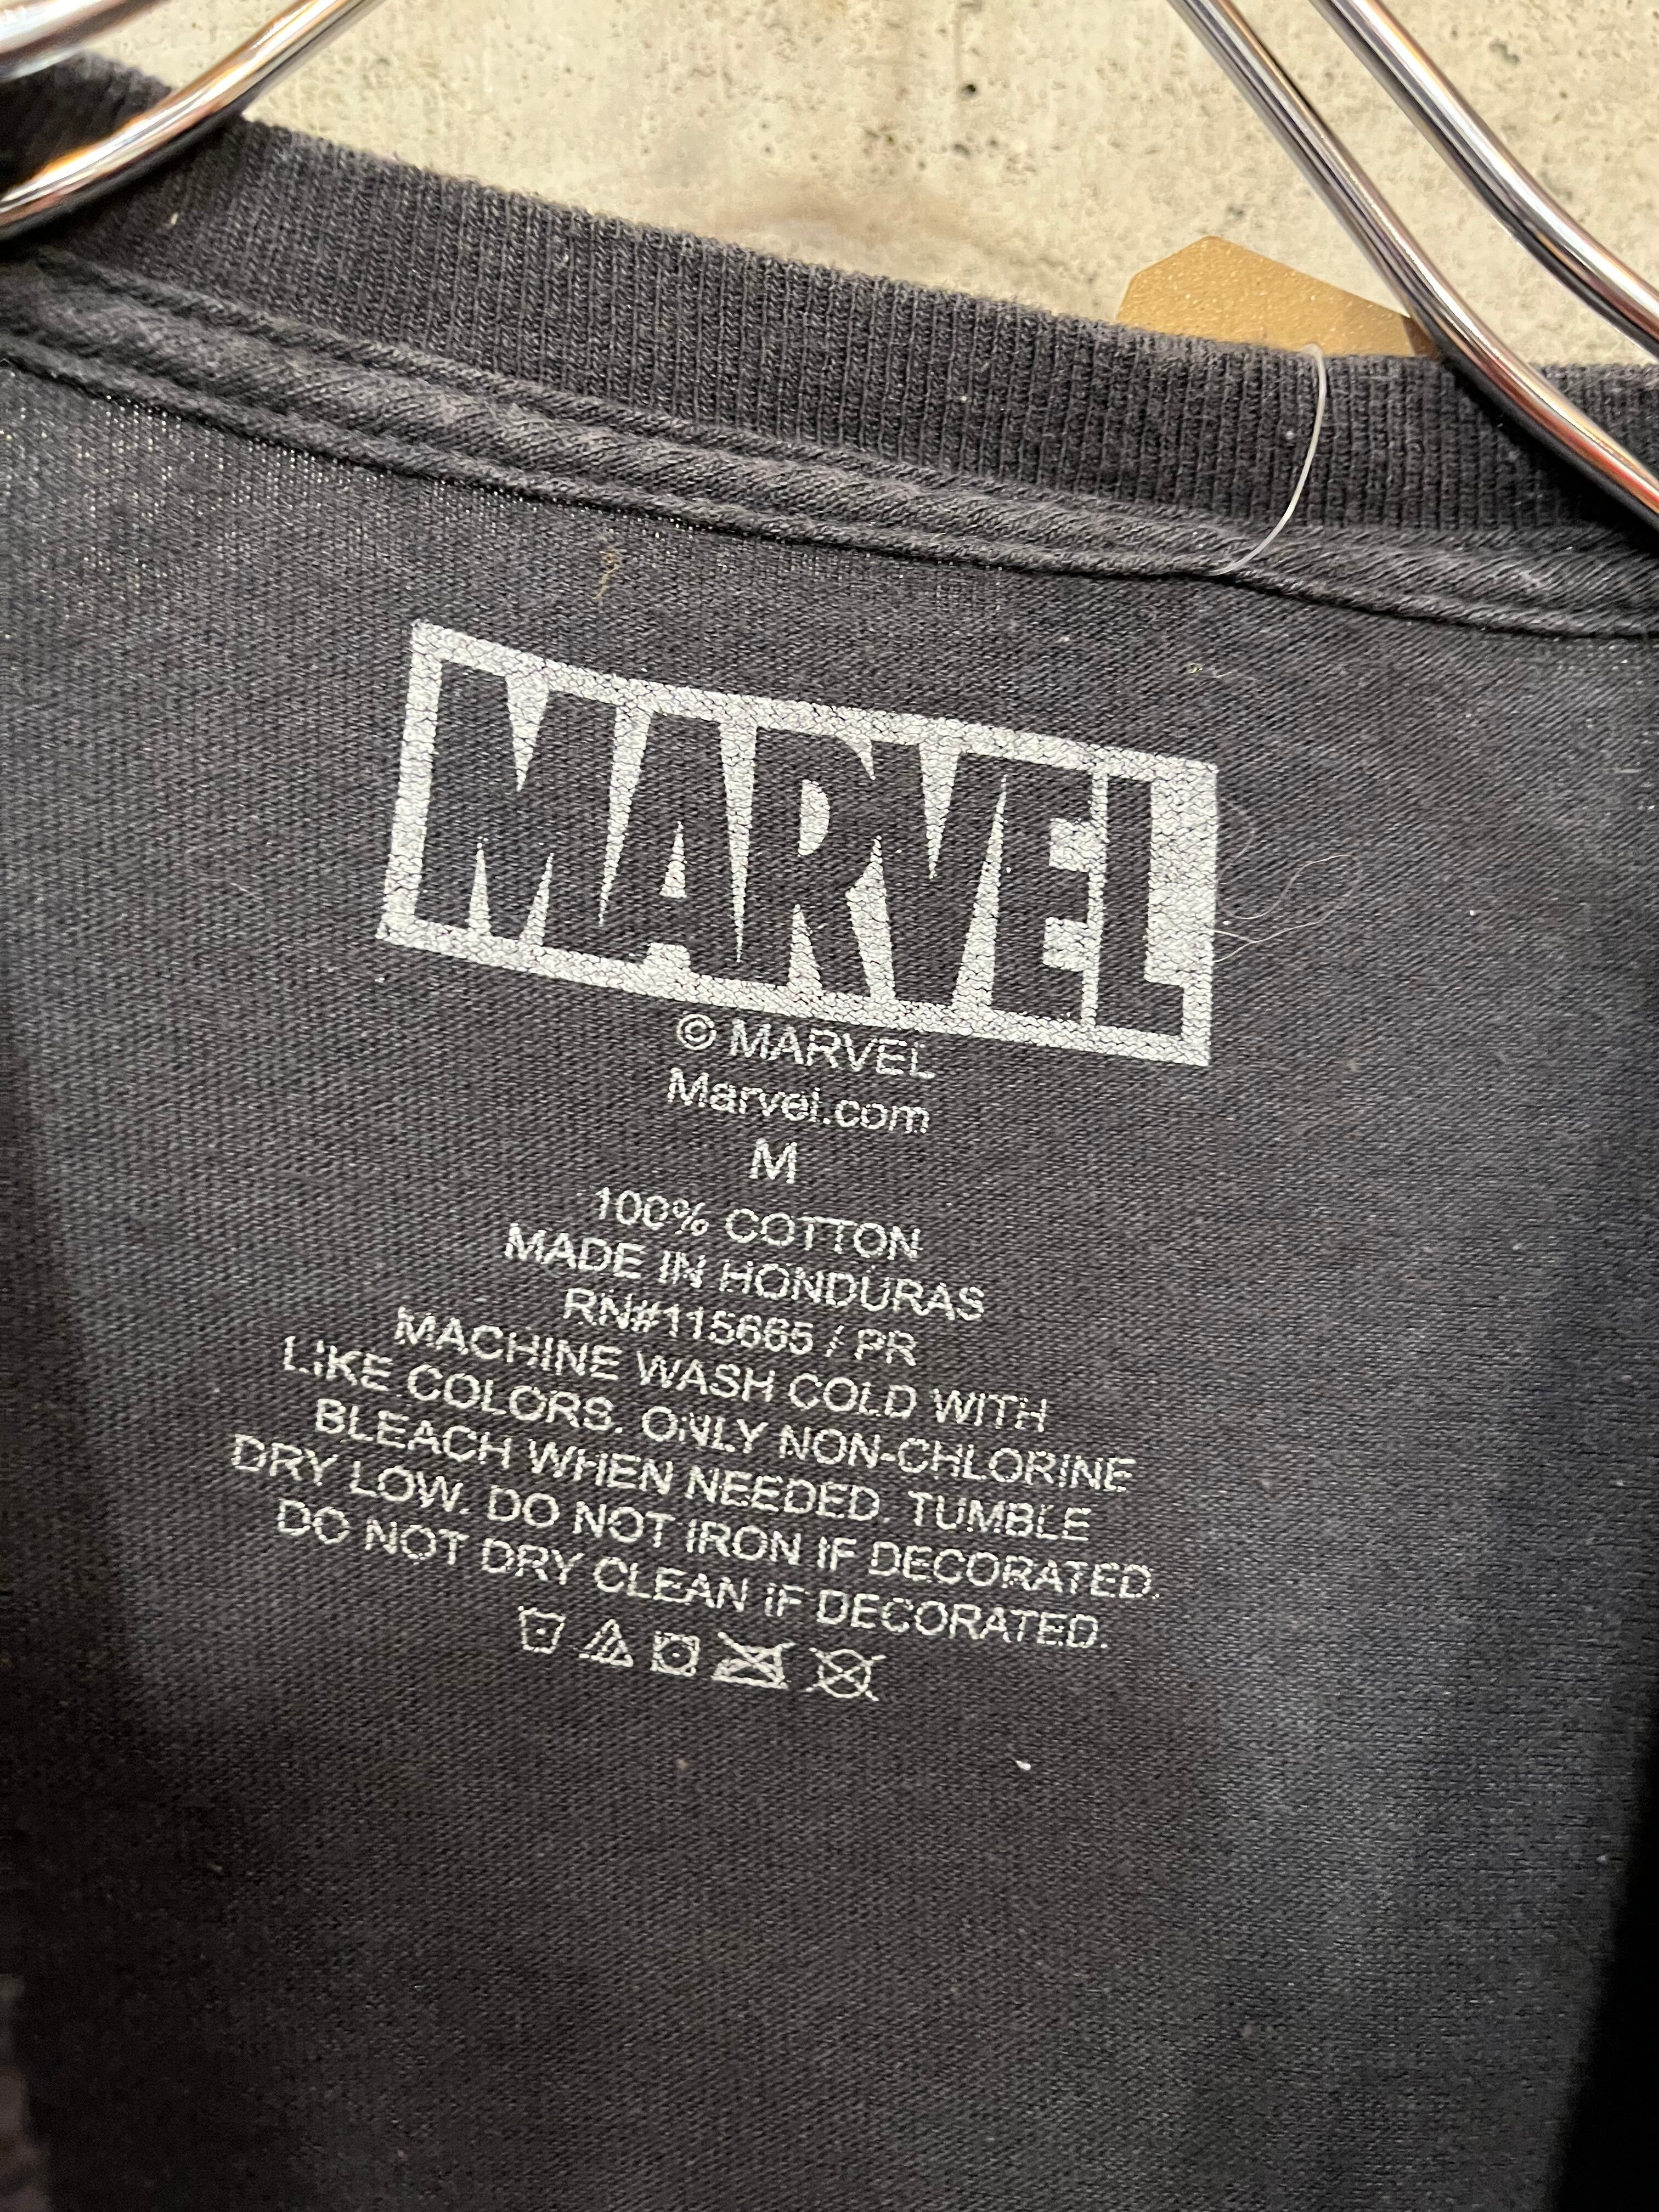 MARVEL
© MARVEL
Marvel.com
M
100% COTTON
MADE IN HONDURAS
RN#115665 / PR
MACHINE WASH COLD WITH
LIKE COLORS. ONLY NON-CHLORINE
BLEACH WHEN NEEDED. TUMBLE
DRY LOW. DO NOT IRON IF DECORATED.
DO NOT DRY CLEAN IF DECORATED.